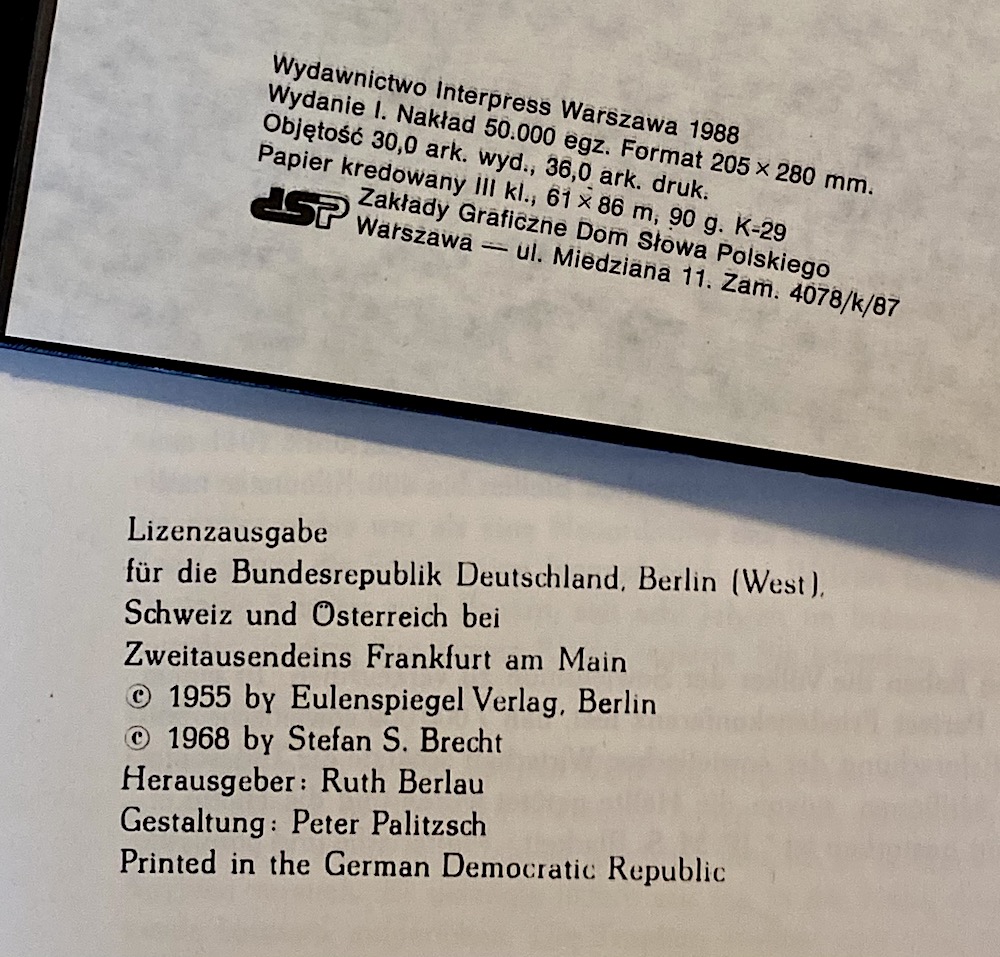 Wydawnictwo Interpress Warszawa 1988
Wydanie I. Nakład 50.000 egz. Format 205 × 280 mm.
Objętość 30,0 ark. wyd., 36,0 ark. druk.
Papier kredowany III kl., 61 × 86 m, 90 g. K-29
DSP Zakłady Graficzne Dom Słowa Polskiego
Warszawa — ul. Miedziana 11. Zam. 4078/k/87
Lizenzausgabe
für die Bundesrepublik Deutschland, Berlin (West),
Schweiz und Österreich bei
Zweitausendeins Frankfurt am Main
© 1955 by Eulenspiegel Verlag, Berlin
© 1968 by Stefan S. Brecht
Herausgeber: Ruth Berlau
Gestaltung: Peter Palitzsch
Printed in the German Democratic Republic